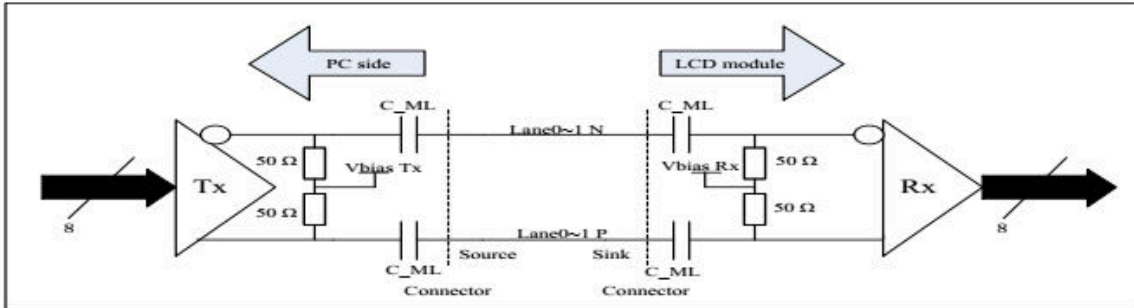 PC side
LCD module
C_ML
C_ML
Lane0~1 N
50 Ω
Vbias Tx
Vbias Rx
50 Ω
Tx
Rx
50 Ω
50 Ω
8
Lane0~1 P
8
Source
Sink
C_ML
C_ML
Connector
Connector